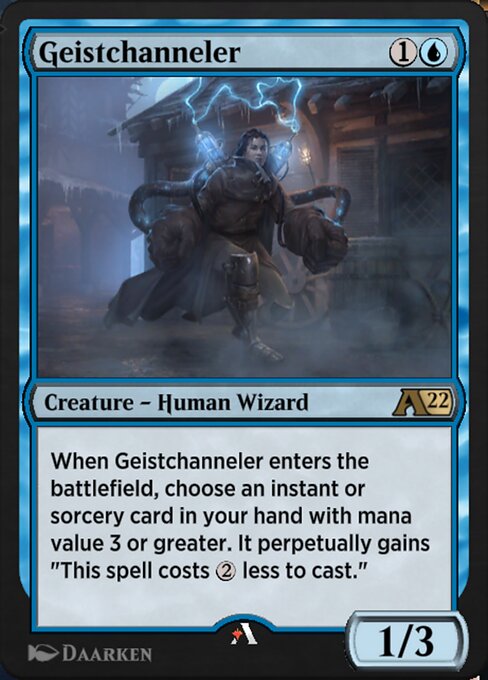 Geistchanneler 1
Creature – Human Wizard A22
When Geistchanneler enters the
battlefield, choose an instant or
sorcery card in your hand with mana
value 3 or greater. It perpetually gains
"This spell costs 2 less to cast."
1/3
DAARKEN